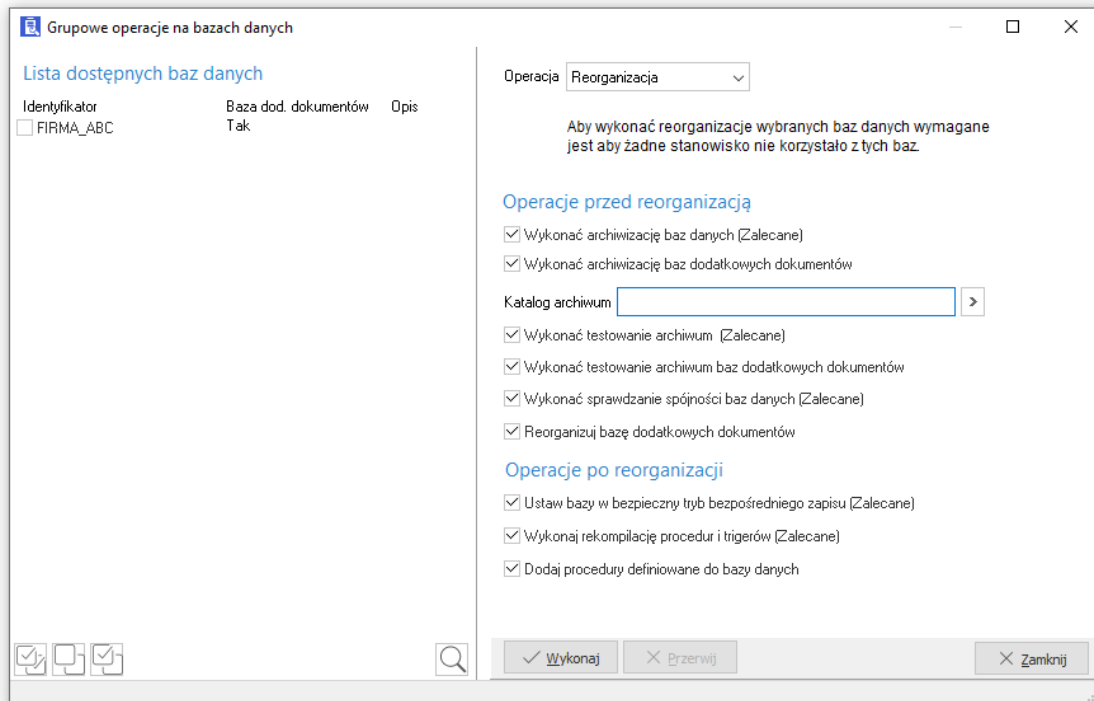 Grupowe operacje na bazach danych
Lista dostępnych baz danych
Identyfikator Baza dod. dokumentów Opis
FIRMA_ABC Tak
Operacja Reorganizacja
Aby wykonać reorganizacje wybranych baz danych wymagane
jest aby żadne stanowisko nie korzystało z tych baz.
Operacje przed reorganizacją
Wykonać archiwizację baz danych (Zalecane)
Wykonać archiwizację baz dodatkowych dokumentów
Katalog archiwum
Wykonać testowanie archiwum (Zalecane)
Wykonać testowanie archiwum baz dodatkowych dokumentów
Wykonać sprawdzanie spójności baz danych (Zalecane)
Reorganizuj bazę dodatkowych dokumentów
Operacje po reorganizacji
Ustaw bazy w bezpieczny tryb bezpośredniego zapisu (Zalecane)
Wykonaj rekompilację procedur i trigerów (Zalecane)
Dodaj procedury definiowane do bazy danych
Wykonaj Przerwij Zamknij